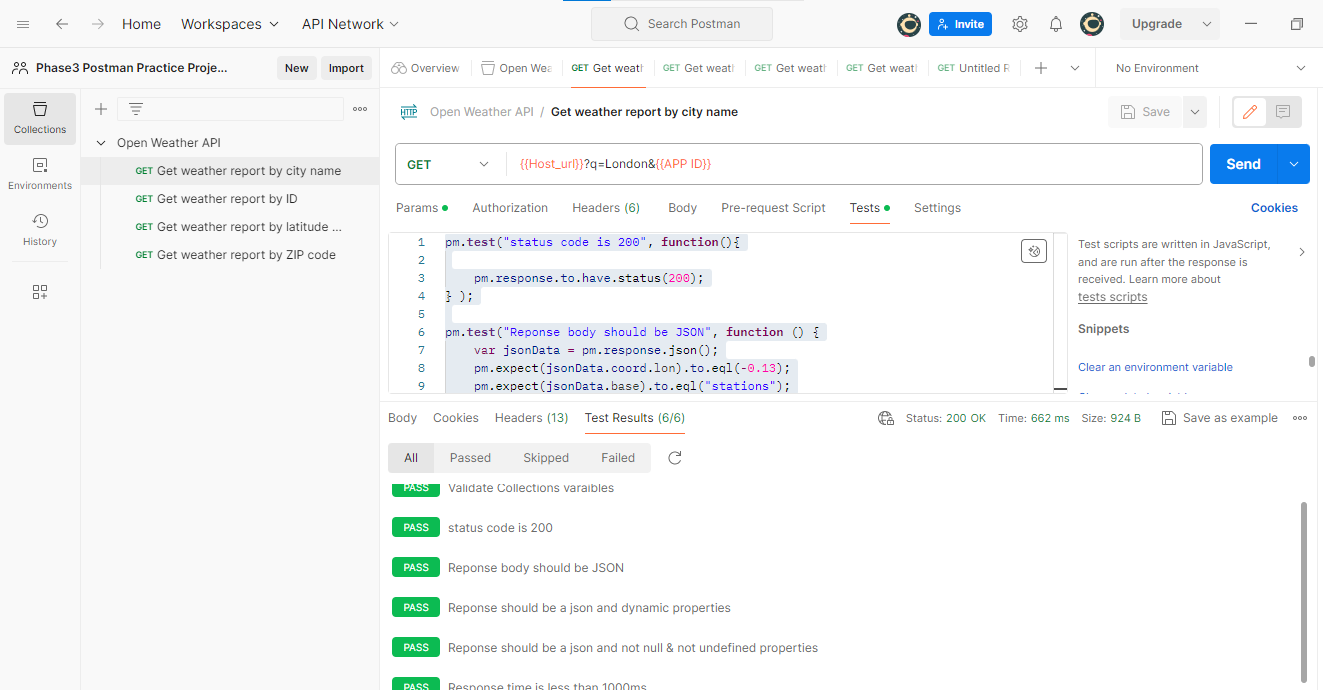 Home Workspaces API Network Search Postman Invite Upgrade
Phase3 Postman Practice Proje... New Import
Overview Open Wea GET Get weat GET Get weat GET Get weat GET Get weat GET Untitled R No Environment
Collections
Environments
History
Open Weather API
GET Get weather report by city name
GET Get weather report by ID
GET Get weather report by latitude ...
GET Get weather report by ZIP code
HTTP Open Weather API / Get weather report by city name Save
GET {{Host_url}}?q=London&{{APP ID}} Send
Params Authorization Headers (6) Body Pre-request Script Tests Settings Cookies
1 pm.test("status code is 200", function(){
2
3 pm.response.to.have.status(200);
4 } );
5
6 pm.test("Reponse body should be JSON", function () {
7 var jsonData = pm.response.json();
8 pm.expect(jsonData.coord.lon).to.eql(-0.13);
9 pm.expect(jsonData.base).to.eql("stations");
Test scripts are written in JavaScript,
and are run after the response is
received. Learn more about
tests scripts
Snippets
Clear an environment variable
Body Cookies Headers (13) Test Results (6/6) Status: 200 OK Time: 662 ms Size: 924 B Save as example
All Passed Skipped Failed
PASS Validate Collections varaibles
PASS status code is 200
PASS Reponse body should be JSON
PASS Reponse should be a json and dynamic properties
PASS Reponse should be a json and not null & not undefined properties
PASS Response time is less than 1000ms